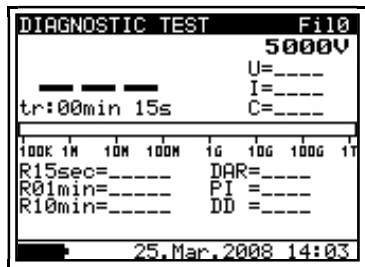 DIAGNOSTIC TEST Fil0
5000V
U=____
I=____
tr:00min 15s C=____
100K 1M 10M 100M 1G 10G 100G 1T
R15sec=_____ DAR=____
R01min=_____ PI =____
R10min=_____ DD =____
25.Mar.2008 14:03